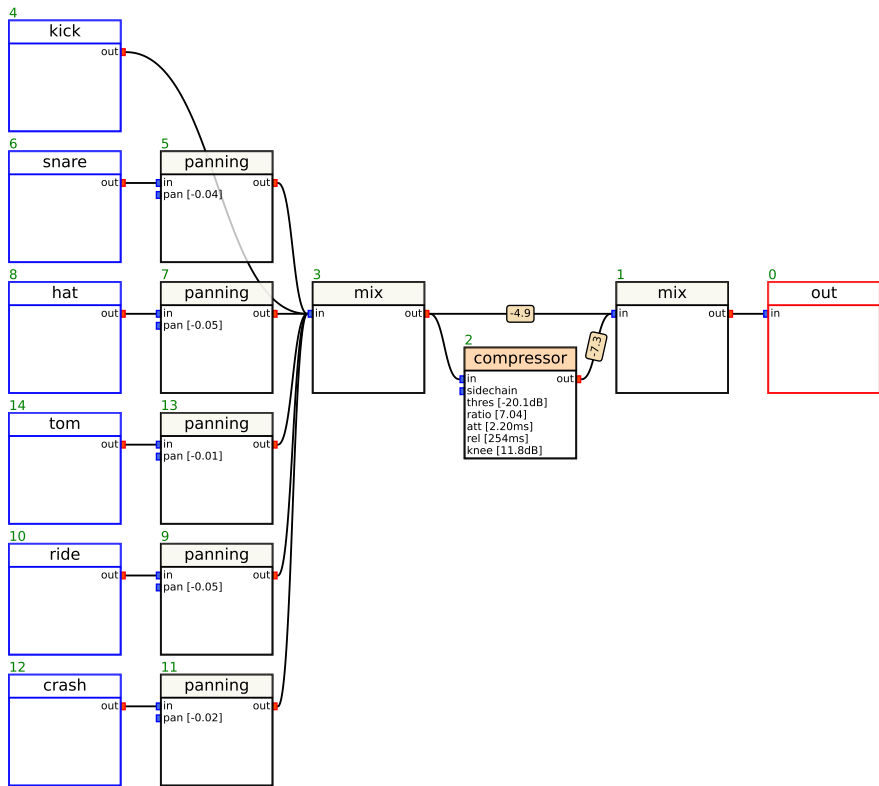 4
kick
out
6
snare
out
5
panning
in out
pan [-0.04]
8
hat
out
7
panning
in out
pan [-0.05]
3
mix
in out
-4.9
2
compressor
in out
sidechain
thres [-20.1dB]
ratio [7.04]
att [2.20ms]
rel [254ms]
knee [11.8dB]
-7.3
1
mix
in out
0
out
in
14
tom
out
13
panning
in out
pan [-0.01]
10
ride
out
9
panning
in out
pan [-0.05]
12
crash
out
11
panning
in out
pan [-0.02]